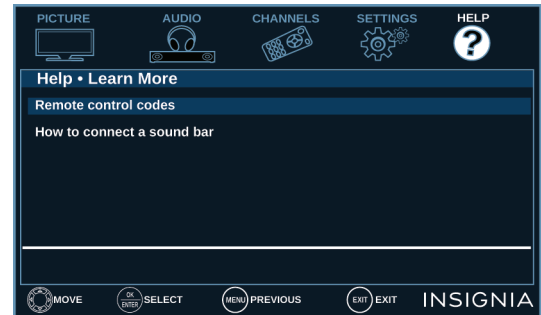 PICTURE AUDIO CHANNELS SETTINGS HELP
?
Help • Learn More
Remote control codes
How to connect a sound bar
MOVE OK ENTER SELECT MENU PREVIOUS EXIT EXIT INSIGNIA